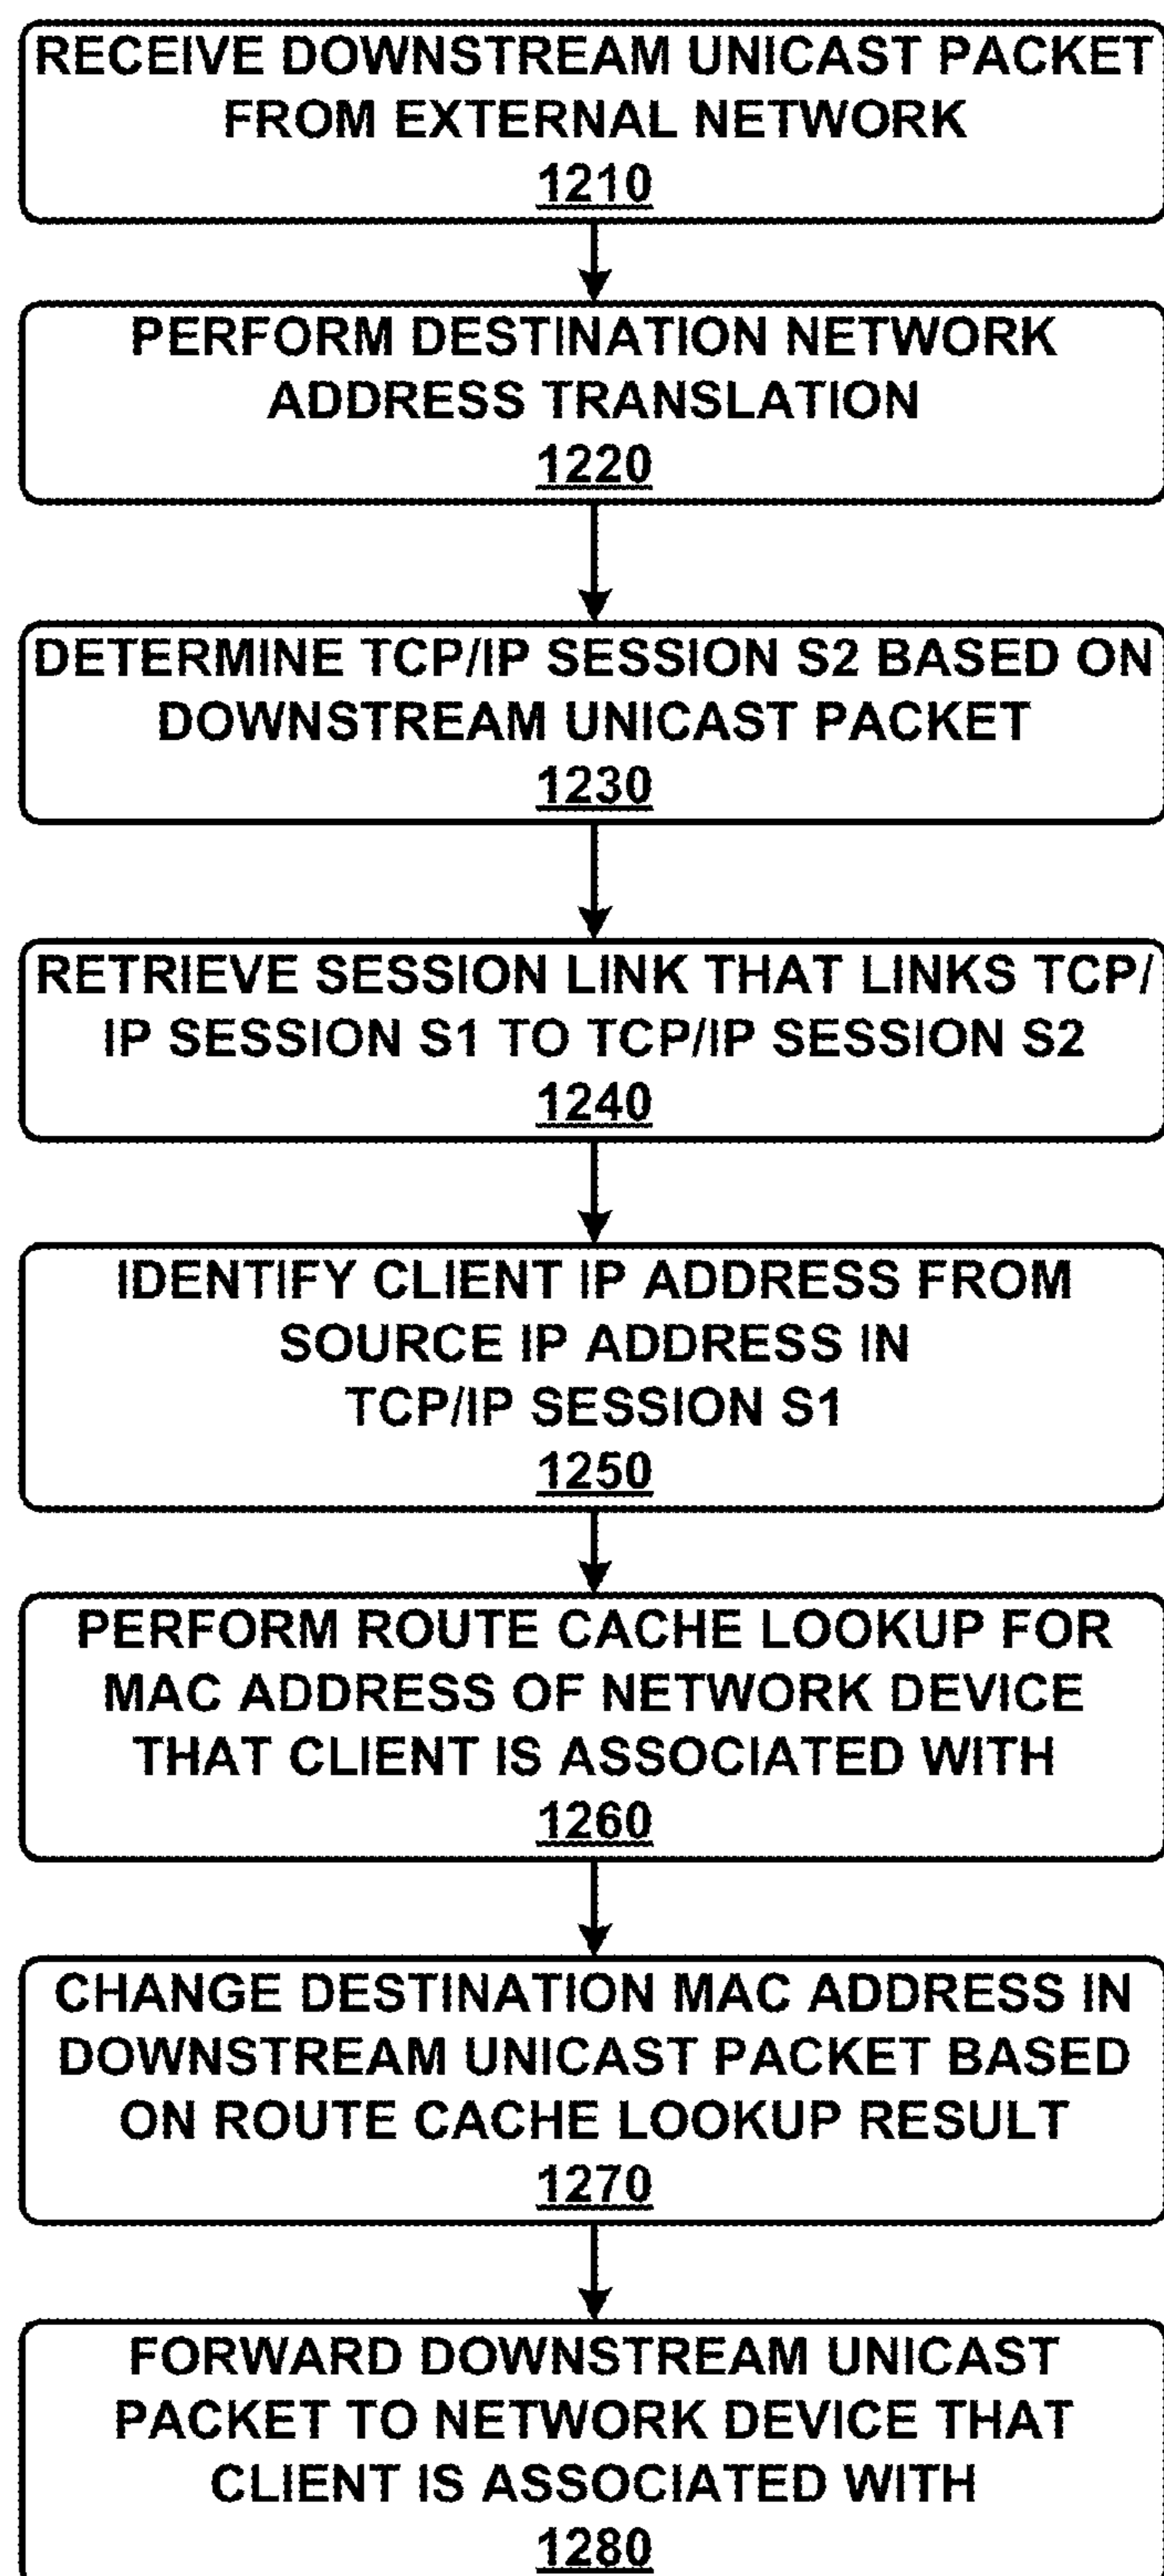 RECEIVE DOWNSTREAM UNICAST PACKET
FROM EXTERNAL NETWORK
1210
PERFORM DESTINATION NETWORK
ADDRESS TRANSLATION
1220
DETERMINE TCP/IP SESSION S2 BASED ON
DOWNSTREAM UNICAST PACKET
1230
RETRIEVE SESSION LINK THAT LINKS TCP/
IP SESSION S1 TO TCP/IP SESSION S2
1240
IDENTIFY CLIENT IP ADDRESS FROM
SOURCE IP ADDRESS IN
TCP/IP SESSION S1
1250
PERFORM ROUTE CACHE LOOKUP FOR
MAC ADDRESS OF NETWORK DEVICE
THAT CLIENT IS ASSOCIATED WITH
1260
CHANGE DESTINATION MAC ADDRESS IN
DOWNSTREAM UNICAST PACKET BASED
ON ROUTE CACHE LOOKUP RESULT
1270
FORWARD DOWNSTREAM UNICAST
PACKET TO NETWORK DEVICE THAT
CLIENT IS ASSOCIATED WITH
1280